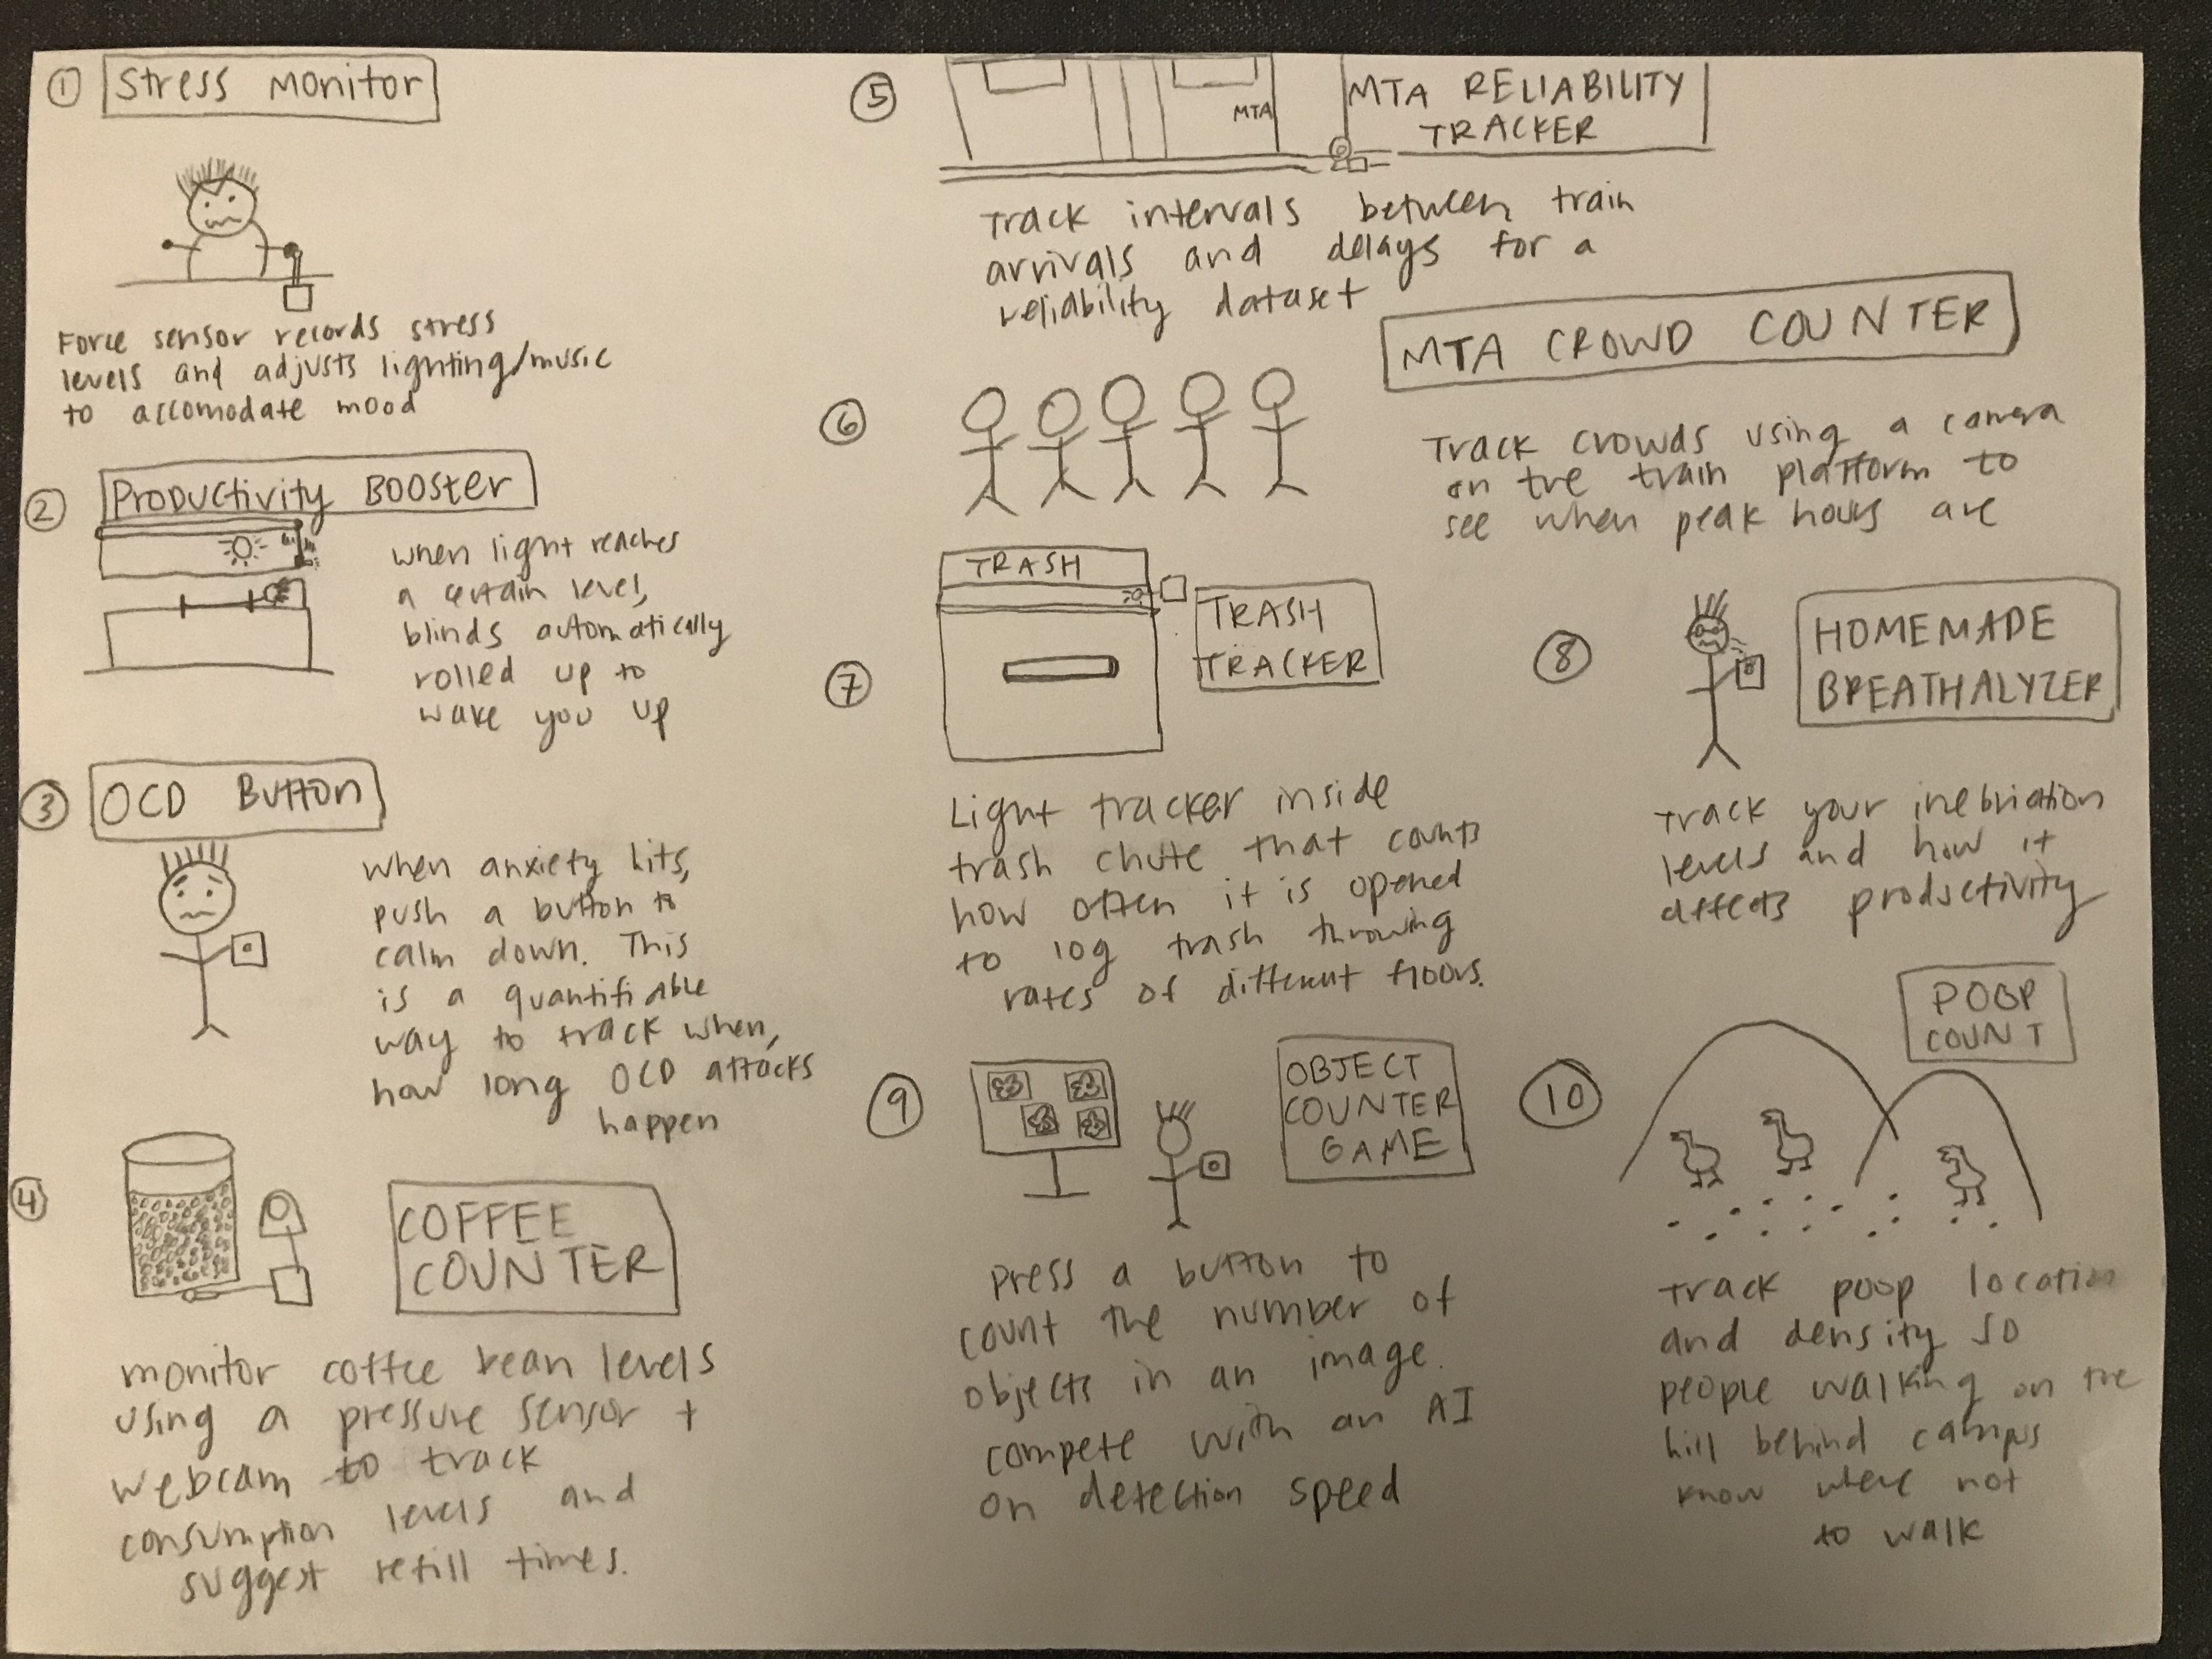 ① Stress Monitor
Force sensor records stress
levels and adjusts lighting/music
to accomodate mood
② Productivity Booster
when light reaches
a certain level,
blinds automatically
rolled up to
wake you up
③ OCD Button
when anxiety hits,
push a button to
calm down. This
is a quantifiable
way to track when,
how long OCD attacks
happen
④
COFFEE
COUNTER
monitor coffee bean levels
using a pressure sensor +
webcam to track
consumption levels and
suggest refill times.
⑤
MTA
MTA RELIABILITY
TRACKER
Track intervals between train
arrivals and delays for a
reliability dataset
⑥
MTA CROWD COUNTER
Track crowds using a camera
on the train platform to
see when peak hours are
⑦
TRASH
TRASH
TRACKER
Light tracker inside
trash chute that counts
how often it is opened
to log trash throwing
rates of different floors.
⑧
HOMEMADE
BREATHALYZER
Track your inebriation
levels and how it
affects productivity
⑨
OBJECT
COUNTER
GAME
press a button to
count the number of
objects in an image.
compete with an AI
on detection speed
⑩
POOP
COUNT
track poop location
and density so
people walking on the
hill behind campus
know where not
to walk